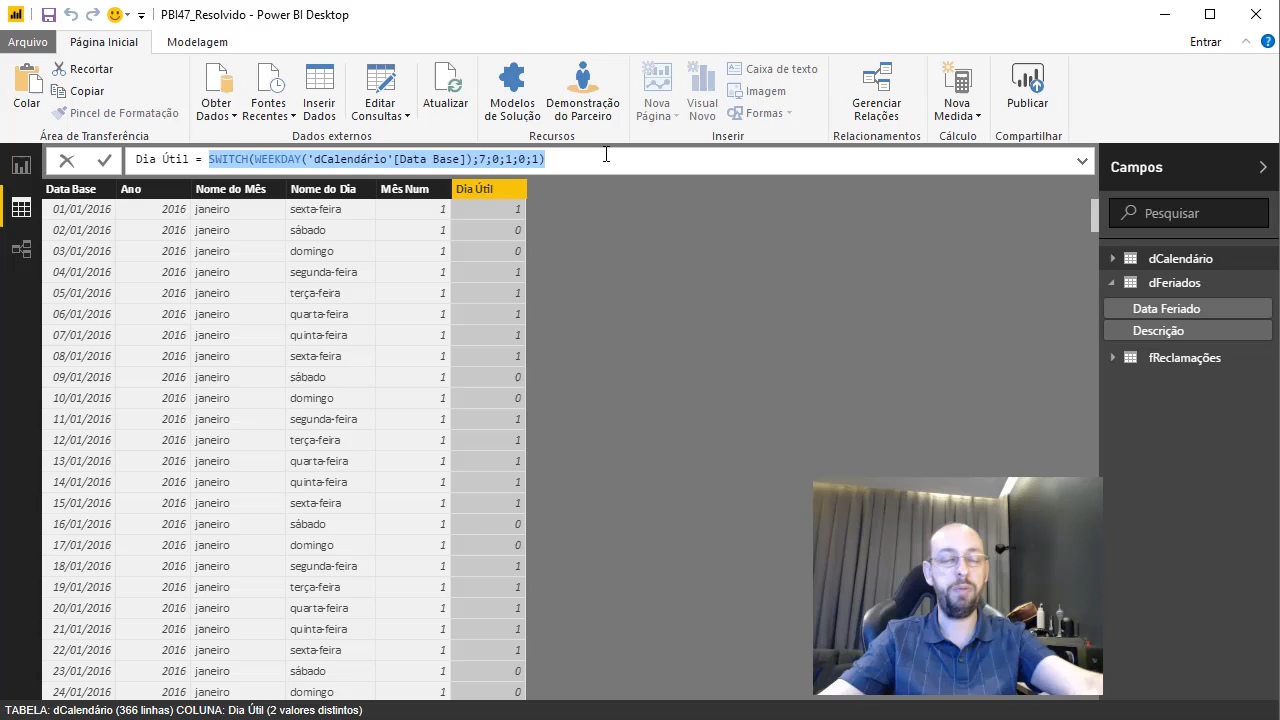 PBI47_Resolvido - Power BI Desktop
Arquivo Página Inicial Modelagem Entrar
Colar
Recortar
Copiar
Pincel de Formatação
Obter Dados
Fontes Recentes
Inserir Dados
Editar Consultas
Atualizar
Modelos de Solução
Demonstração do Parceiro
Nova Página
Visual Novo
Caixa de texto
Imagem
Formas
Gerenciar Relações
Nova Medida
Publicar
Área de Transferência Dados externos Recursos Inserir Relacionamentos Cálculo Compartilhar
Dia Útil = SWITCH(WEEKDAY('dCalendário'[Data Base]);7;0;1;0;1)
Data Base Ano Nome do Mês Nome do Dia Mês Num Dia Útil
01/01/2016 2016 janeiro sexta-feira 1 1
02/01/2016 2016 janeiro sábado 1 0
03/01/2016 2016 janeiro domingo 1 0
04/01/2016 2016 janeiro segunda-feira 1 1
05/01/2016 2016 janeiro terça-feira 1 1
06/01/2016 2016 janeiro quarta-feira 1 1
07/01/2016 2016 janeiro quinta-feira 1 1
08/01/2016 2016 janeiro sexta-feira 1 1
09/01/2016 2016 janeiro sábado 1 0
10/01/2016 2016 janeiro domingo 1 0
11/01/2016 2016 janeiro segunda-feira 1 1
12/01/2016 2016 janeiro terça-feira 1 1
13/01/2016 2016 janeiro quarta-feira 1 1
14/01/2016 2016 janeiro quinta-feira 1 1
15/01/2016 2016 janeiro sexta-feira 1 1
16/01/2016 2016 janeiro sábado 1 0
17/01/2016 2016 janeiro domingo 1 0
18/01/2016 2016 janeiro segunda-feira 1 1
19/01/2016 2016 janeiro terça-feira 1 1
20/01/2016 2016 janeiro quarta-feira 1 1
21/01/2016 2016 janeiro quinta-feira 1 1
22/01/2016 2016 janeiro sexta-feira 1 1
23/01/2016 2016 janeiro sábado 1 0
24/01/2016 2016 janeiro domingo 1 0
Campos
Pesquisar
dCalendário
dFeriados
Data Feriado
Descrição
fReclamações
TABELA: dCalendário (366 linhas) COLUNA: Dia Útil (2 valores distintos)